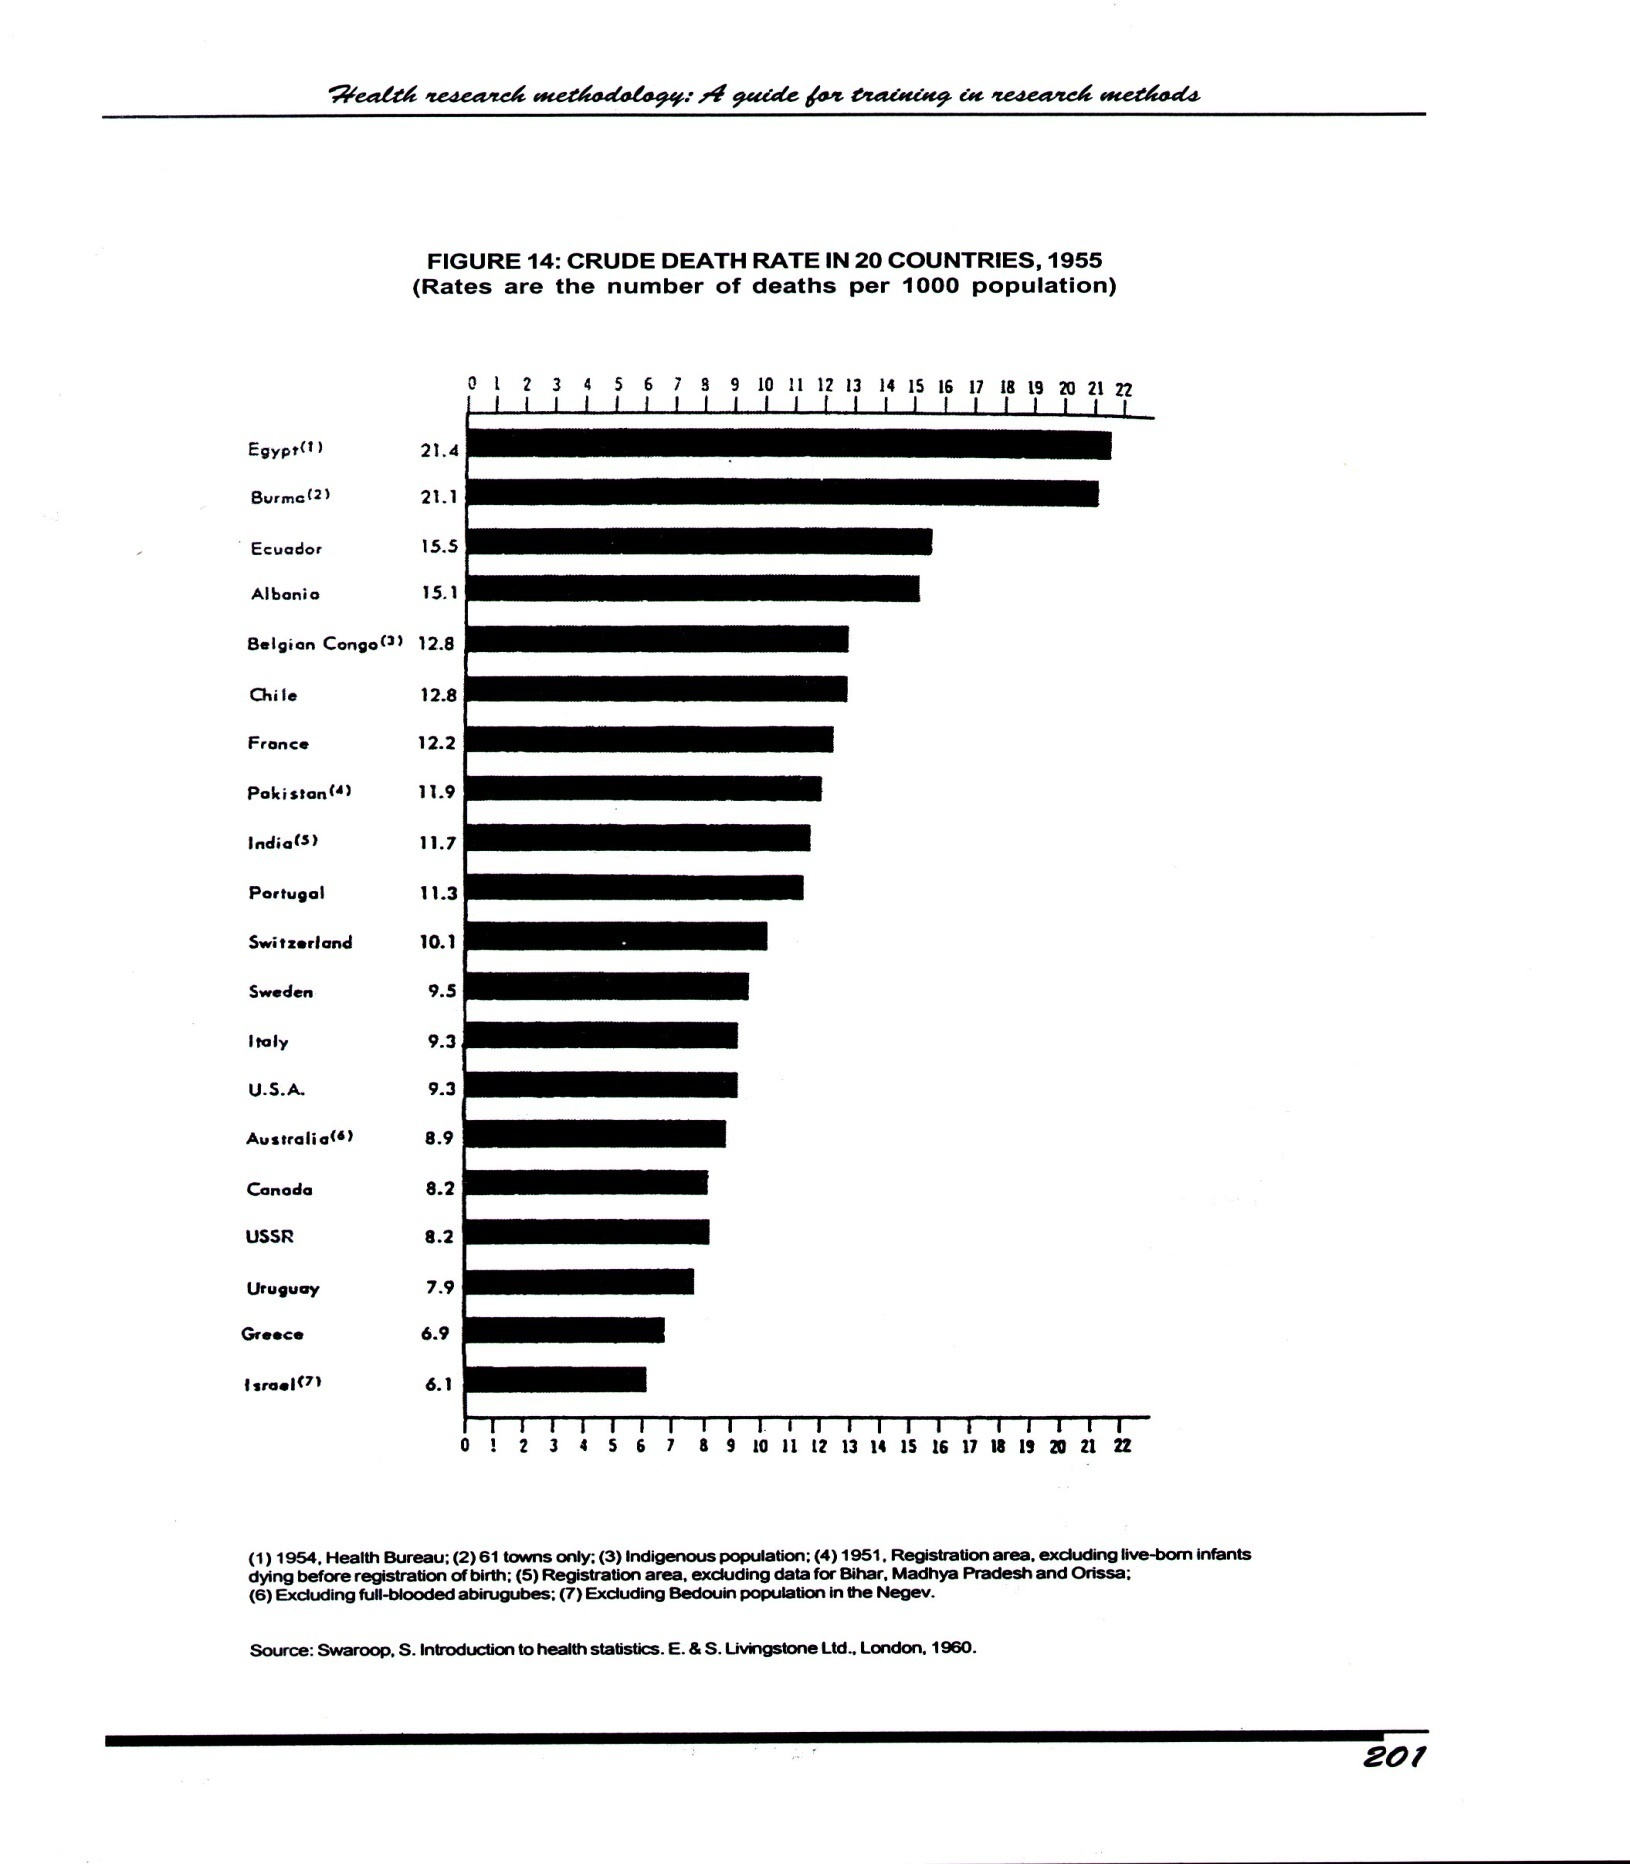 Health research methodology: A guide for training in research methods
FIGURE 14: CRUDE DEATH RATE IN 20 COUNTRIES, 1955
(Rates are the number of deaths per 1000 population)
0 1 2 3 4 5 6 7 8 9 10 11 12 13 14 15 16 17 18 19 20 21 22
Egypt(1) 21.4
Burma(2) 21.1
Ecuador 15.5
Albania 15.1
Belgian Congo(3) 12.8
Chile 12.8
France 12.2
Pakistan(4) 11.9
India(5) 11.7
Portugal 11.3
Switzerland 10.1
Sweden 9.5
Italy 9.3
U.S.A. 9.3
Australia(6) 8.9
Canada 8.2
USSR 8.2
Uruguay 7.9
Greece 6.9
Israel(7) 6.1
0 1 2 3 4 5 6 7 8 9 10 11 12 13 14 15 16 17 18 19 20 21 22
(1) 1954, Health Bureau; (2) 61 towns only; (3) Indigenous population; (4) 1951, Registration area, excluding live-born infants
dying before registration of birth; (5) Registration area, excluding data for Bihar, Madhya Pradesh and Orissa;
(6) Excluding full-blooded abirugubes; (7) Excluding Bedouin population in the Negev.
Source: Swaroop, S. Introduction to health statistics. E. & S. Livingstone Ltd., London, 1960.
201